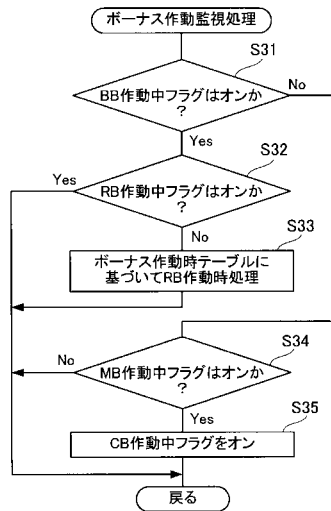 ボーナス作動監視処理
S31
BB作動中フラグはオンか
?
No
Yes
S32
RB作動中フラグはオンか
?
Yes
No
S33
ボーナス作動時テーブルに
基づいてRB作動時処理
S34
MB作動中フラグはオンか
?
No
Yes
S35
CB作動中フラグをオン
戻る